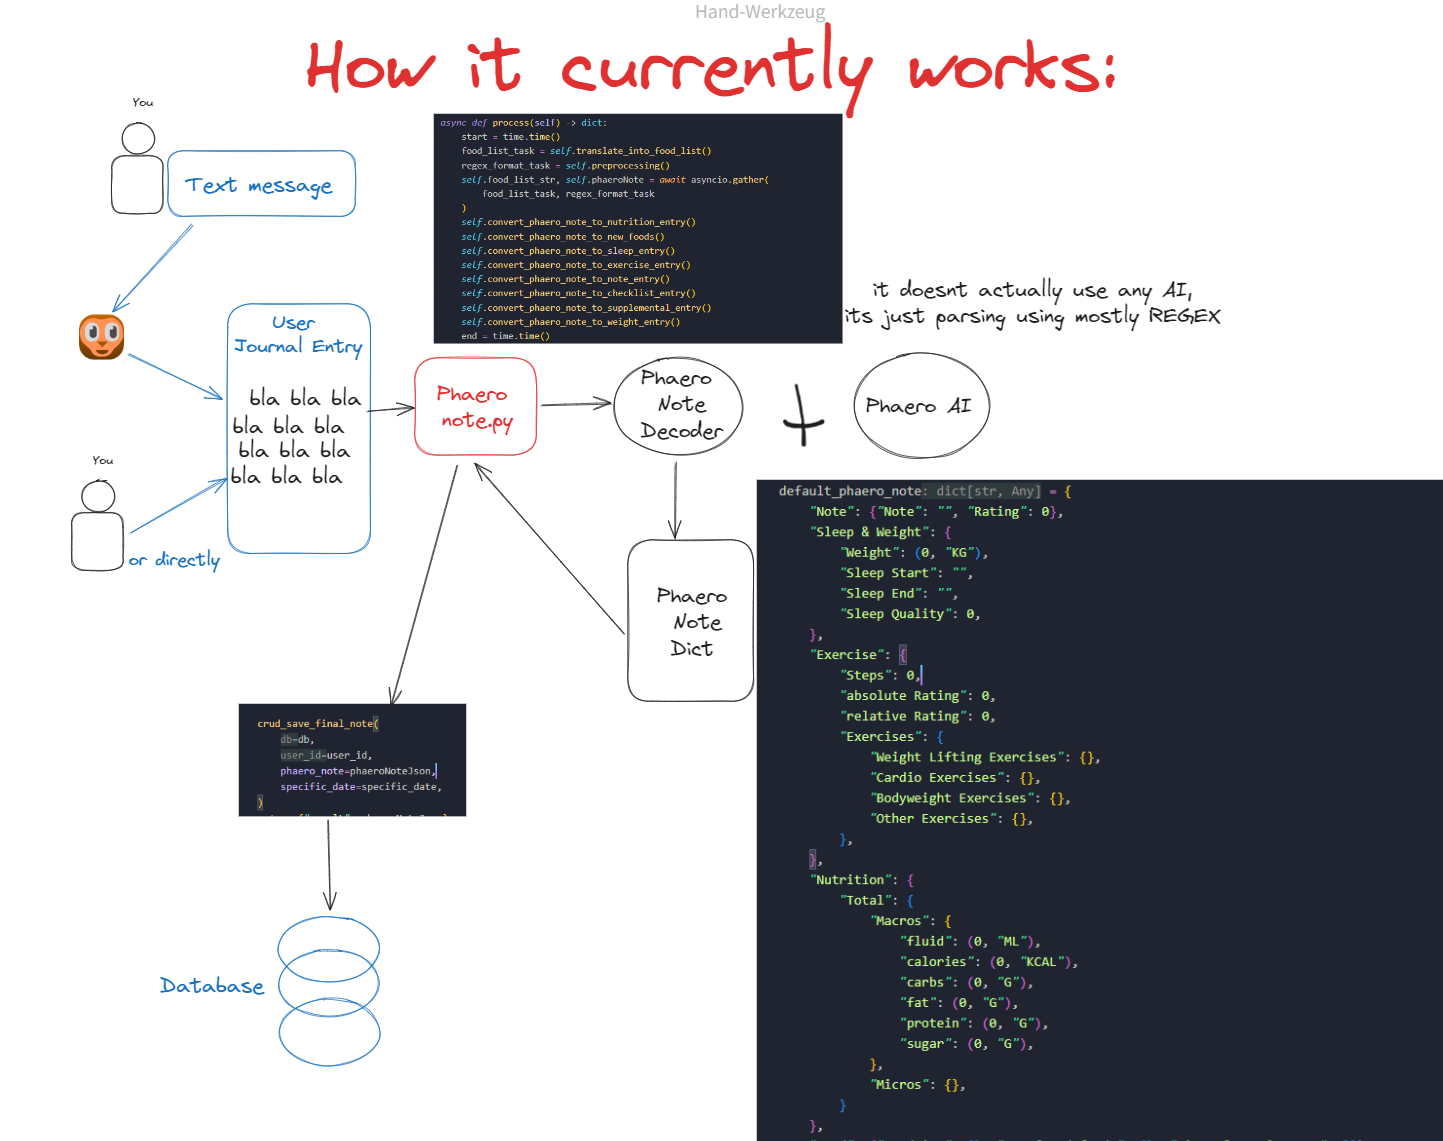 Hand-Werkzeug
How it currently works:
You
Text message
User
Journal Entry
bla bla bla
bla bla bla
bla bla bla
bla bla bla
You
or directly
async def process(self) -> dict:
start = time.time()
food_list_task = self.translate_into_food_list()
regex_format_task = self.preprocessing()
self.food_list_str, self.phaeroNote = await asyncio.gather(
food_list_task, regex_format_task
)
self.convert_phaero_note_to_nutrition_entry()
self.convert_phaero_note_to_new_foods()
self.convert_phaero_note_to_sleep_entry()
self.convert_phaero_note_to_exercise_entry()
self.convert_phaero_note_to_note_entry()
self.convert_phaero_note_to_checklist_entry()
self.convert_phaero_note_to_supplemental_entry()
self.convert_phaero_note_to_weight_entry()
end = time.time()
it doesnt actually use any AI,
its just parsing using mostly REGEX
Phaero
note.py
Phaero
Note
Decoder
+
Phaero AI
Phaero
Note
Dict
crud_save_final_note(
db=db,
user_id=user_id,
phaero_note=phaeroNoteJson,
specific_date=specific_date,
)
Database
default_phaero_note: dict[str, Any] = {
"Note": {"Note": "", "Rating": 0},
"Sleep & Weight": {
"Weight": (0, "KG"),
"Sleep Start": "",
"Sleep End": "",
"Sleep Quality": 0,
},
"Exercise": {
"Steps": 0,
"absolute Rating": 0,
"relative Rating": 0,
"Exercises": {
"Weight Lifting Exercises": {},
"Cardio Exercises": {},
"Bodyweight Exercises": {},
"Other Exercises": {},
},
},
"Nutrition": {
"Total": {
"Macros": {
"fluid": (0, "ML"),
"calories": (0, "KCAL"),
"carbs": (0, "G"),
"fat": (0, "G"),
"protein": (0, "G"),
"sugar": (0, "G"),
},
"Micros": {},
}
},